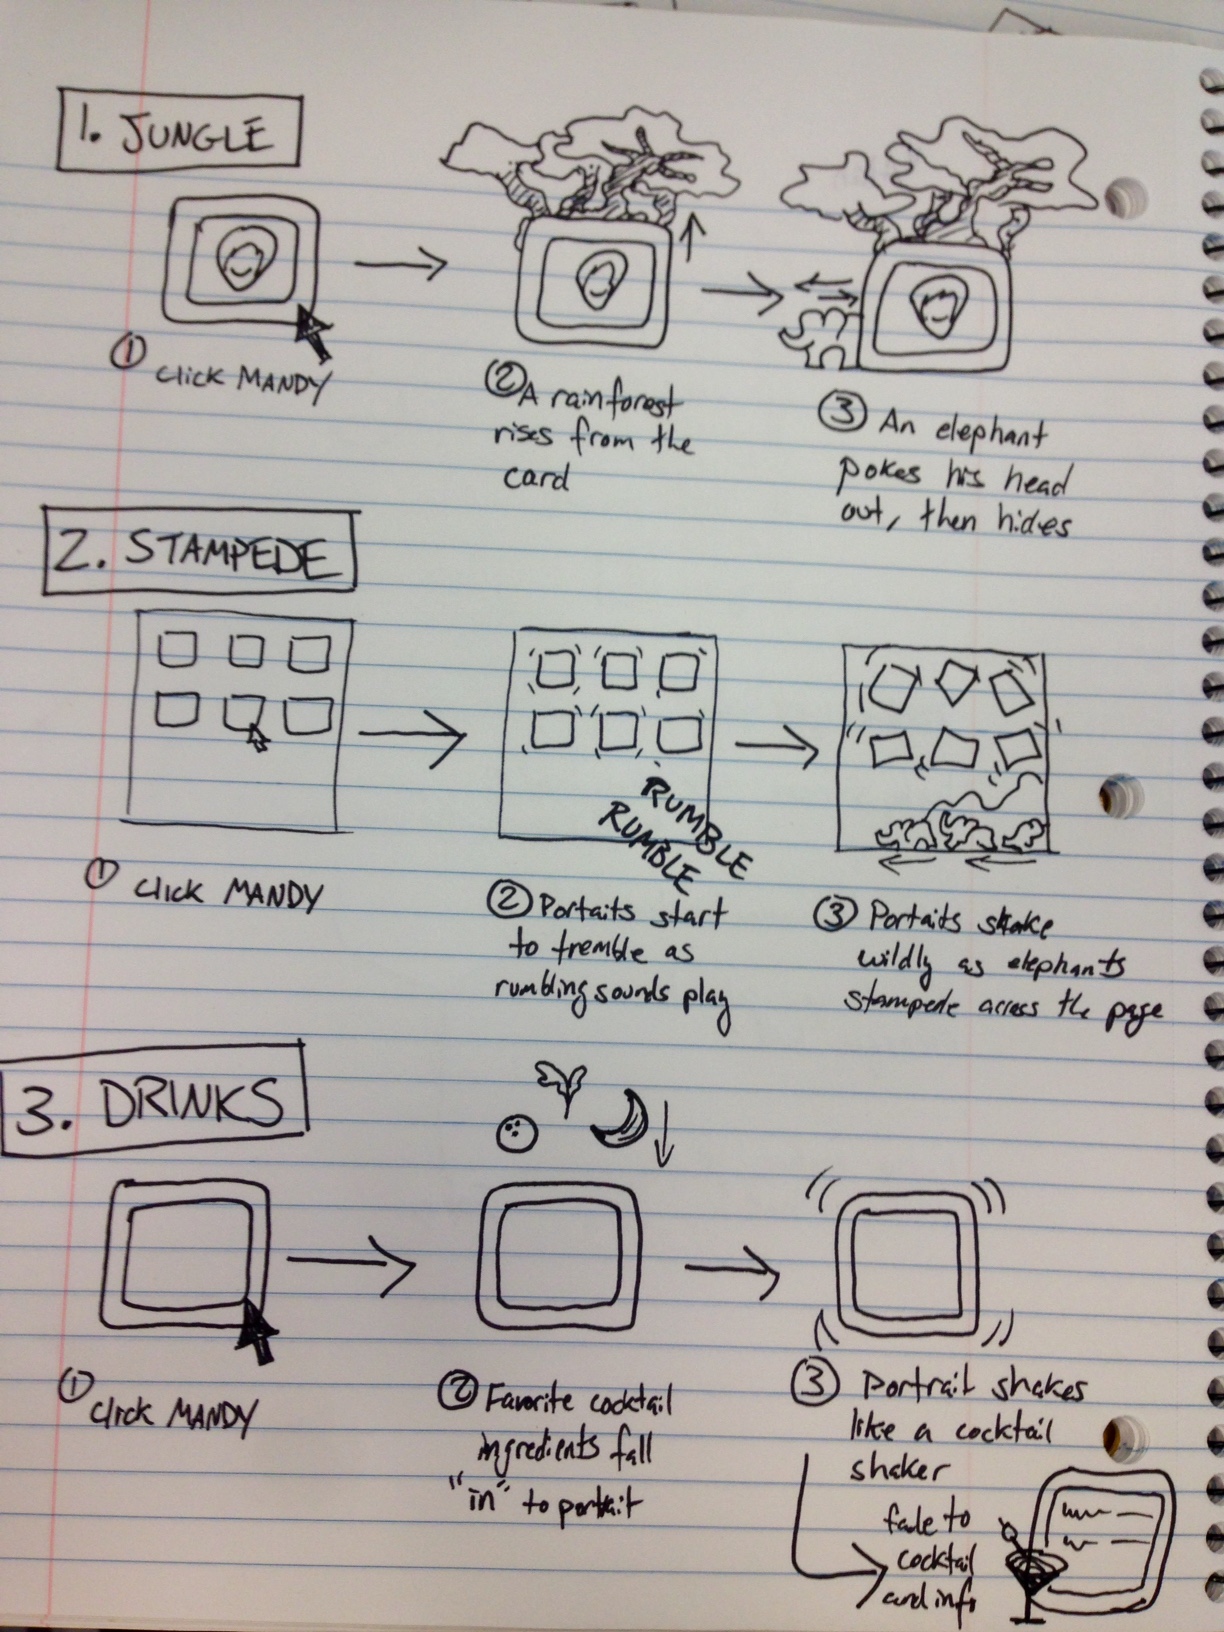 1. JUNGLE
① click MANDY
② A rainforest
rises from the
card
③ An elephant
pokes his head
out, then hides
2. STAMPEDE
RUMBLE
RUMBLE
① click MANDY
② Portaits start
to tremble as
rumbling sounds play
③ Portaits shake
wildly as elephants
stampede across the page
3. DRINKS
① click MANDY
② Favorite cocktail
ingredients fall
"in" to portrait
③ Portrait shakes
like a cocktail
shaker
fade to
cocktail
and info